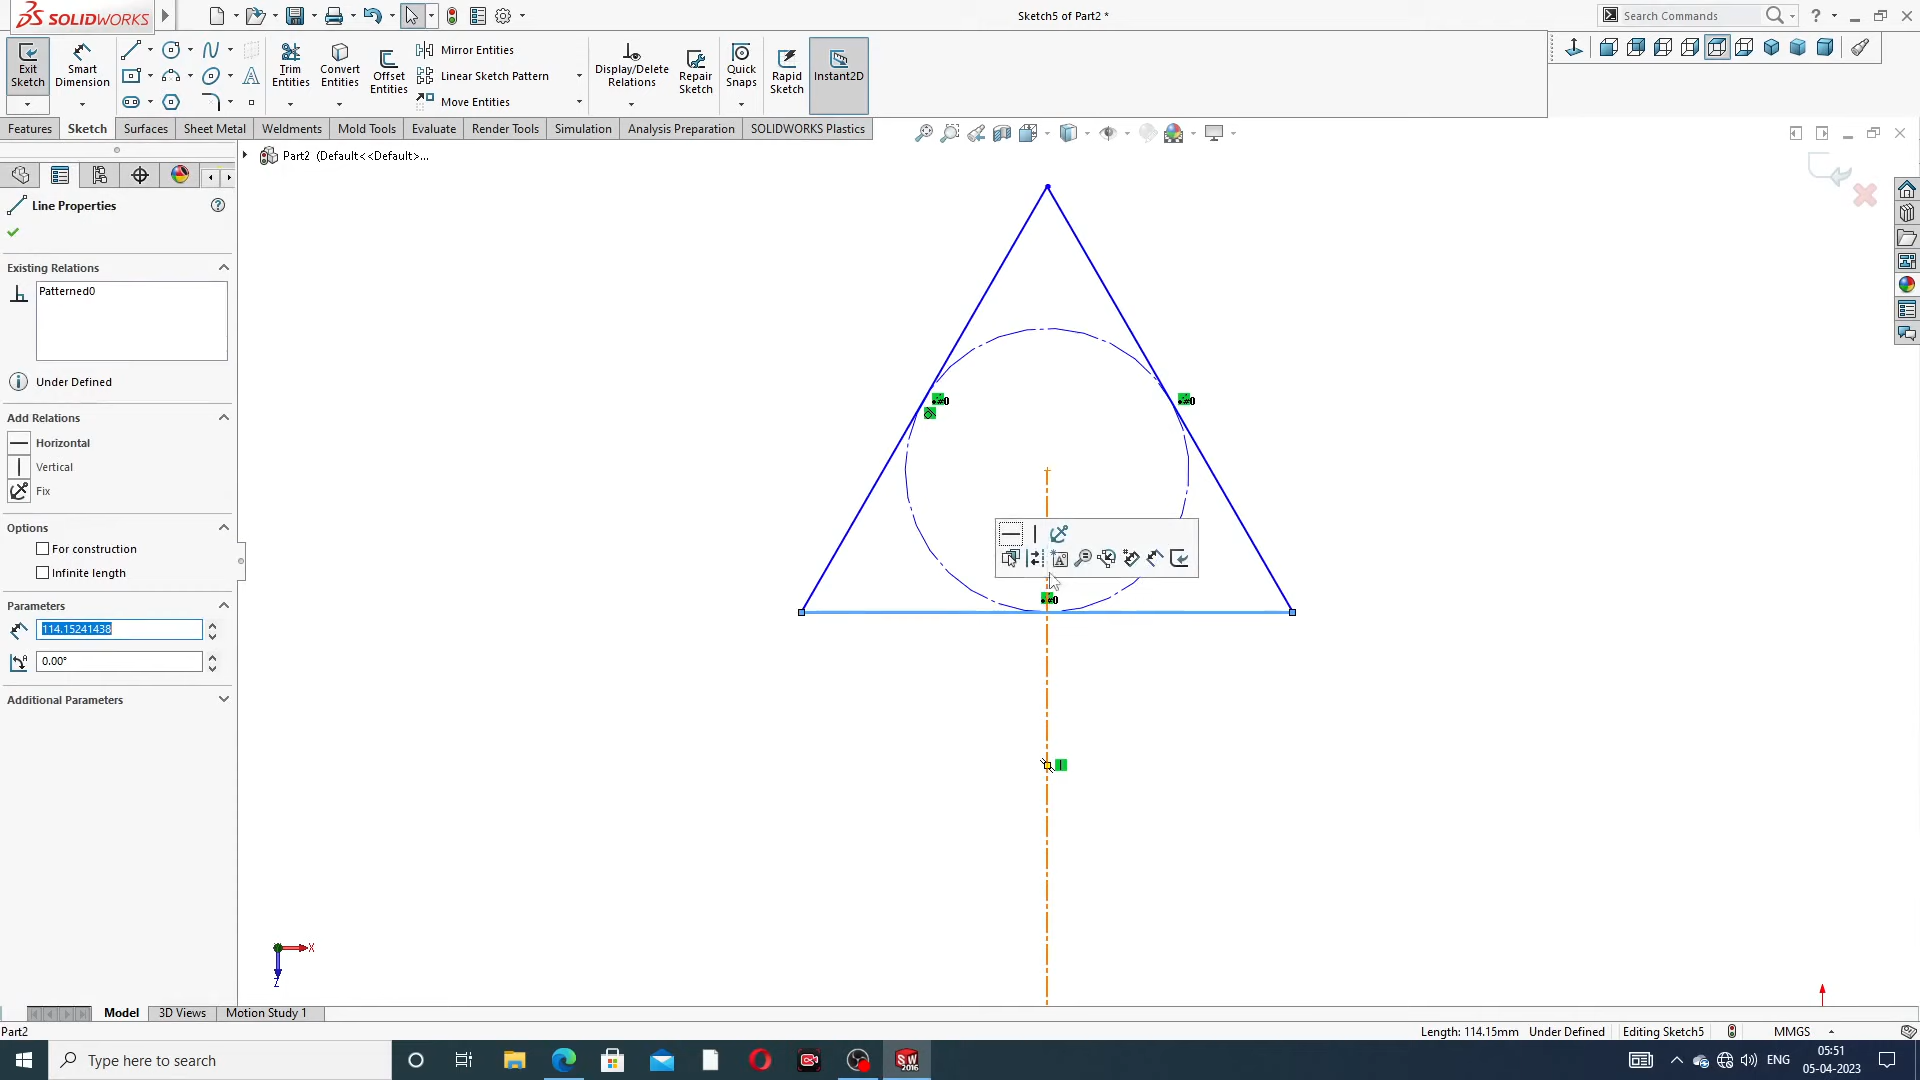 SOLIDWORKS
Sketch5 of Part2 *
Search Commands
Exit Sketch
Smart Dimension
Trim Entities
Convert Entities
Offset Entities
Mirror Entities
Linear Sketch Pattern
Move Entities
Display/Delete Relations
Repair Sketch
Quick Snaps
Rapid Sketch
Instant2D
Features
Sketch
Surfaces
Sheet Metal
Weldments
Mold Tools
Evaluate
Render Tools
Simulation
Analysis Preparation
SOLIDWORKS Plastics
Part2 (Default<<Default>...
Line Properties
Existing Relations
Patterned0
Under Defined
Add Relations
Horizontal
Vertical
Fix
Options
For construction
Infinite length
Parameters
114.15241438
0.00°
Additional Parameters
0
0
0
X
Z
Model
3D Views
Motion Study 1
Part2
Length: 114.15mm
Under Defined
Editing Sketch5
MMGS
Type here to search
SW
2016
ENG
05:51
05-04-2023